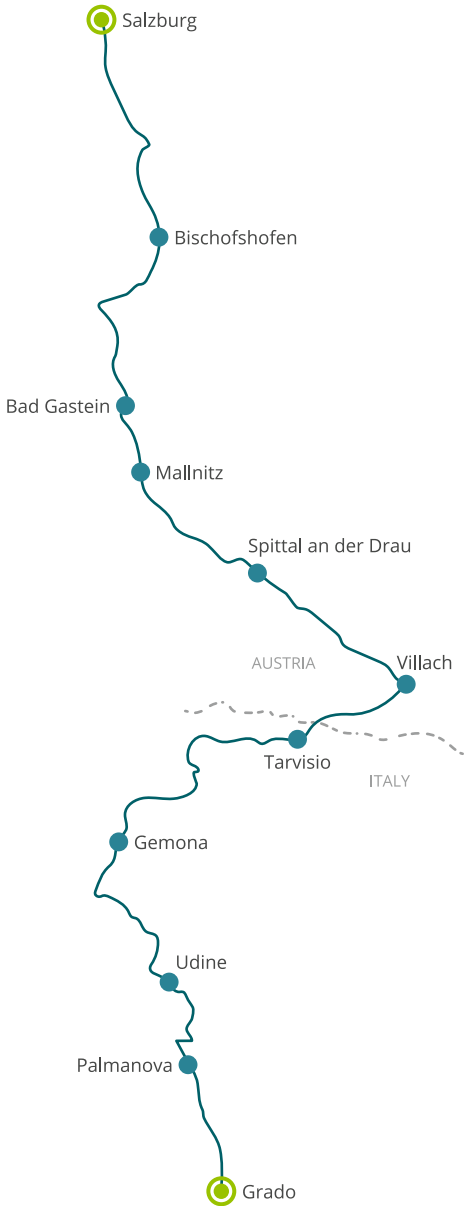 Salzburg
Bischofshofen
Bad Gastein
Mallnitz
Spittal an der Drau
AUSTRIA
Villach
Tarvisio
ITALY
Gemona
Udine
Palmanova
Grado